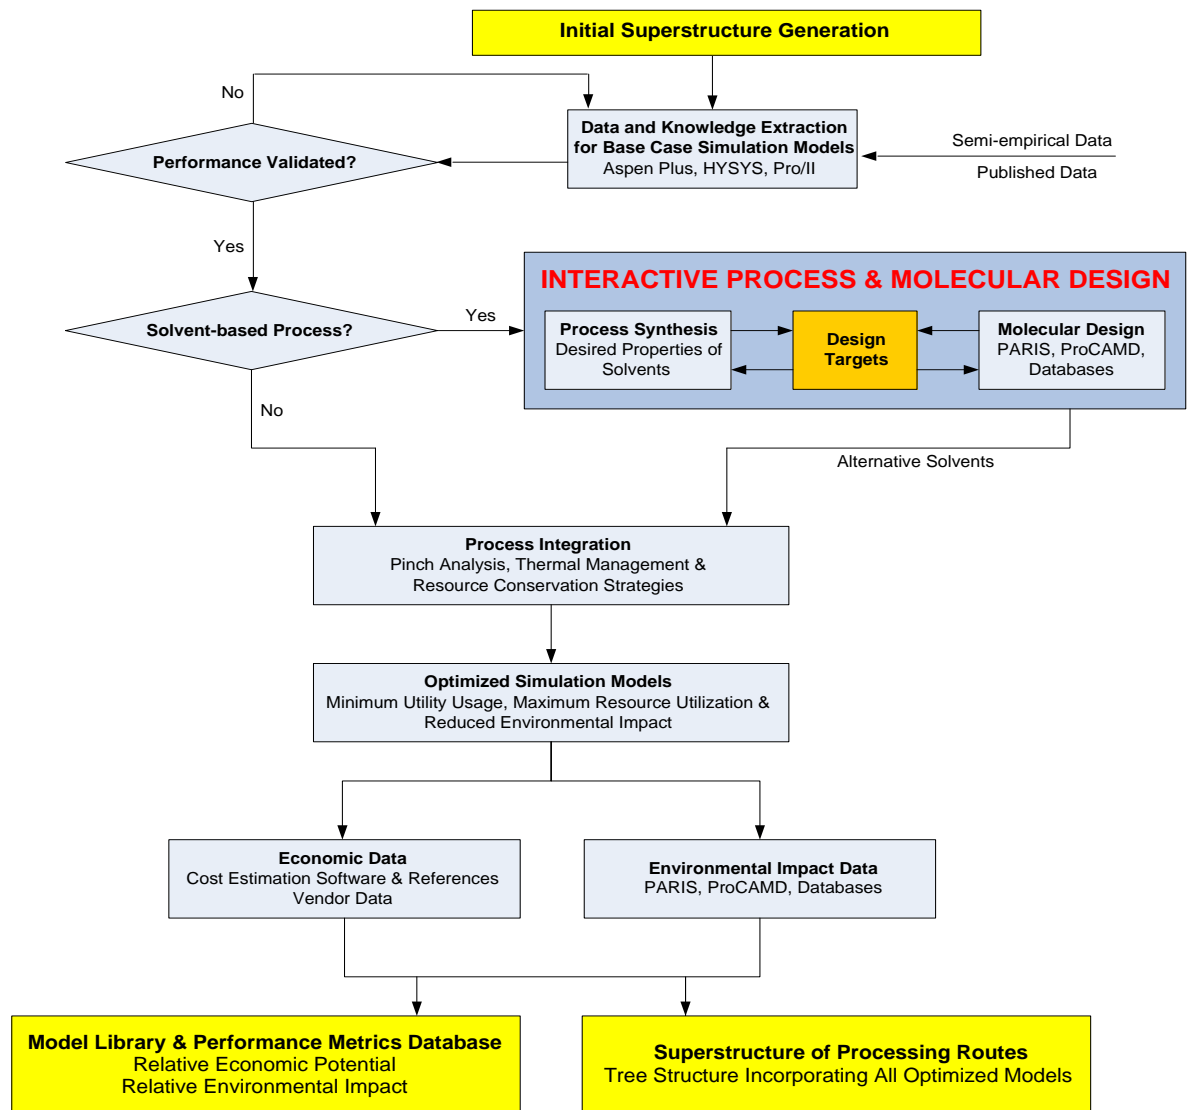 Initial Superstructure Generation
No
Data and Knowledge Extraction
for Base Case Simulation Models
Aspen Plus, HYSYS, Pro/II
Semi-empirical Data
Published Data
Performance Validated?
Yes
INTERACTIVE PROCESS & MOLECULAR DESIGN
Solvent-based Process?
Yes
Process Synthesis
Desired Properties of
Solvents
Design
Targets
Molecular Design
PARIS, ProCAMD,
Databases
No
Alternative Solvents
Process Integration
Pinch Analysis, Thermal Management &
Resource Conservation Strategies
Optimized Simulation Models
Minimum Utility Usage, Maximum Resource Utilization &
Reduced Environmental Impact
Economic Data
Cost Estimation Software & References
Vendor Data
Environmental Impact Data
PARIS, ProCAMD, Databases
Model Library & Performance Metrics Database
Relative Economic Potential
Relative Environmental Impact
Superstructure of Processing Routes
Tree Structure Incorporating All Optimized Models